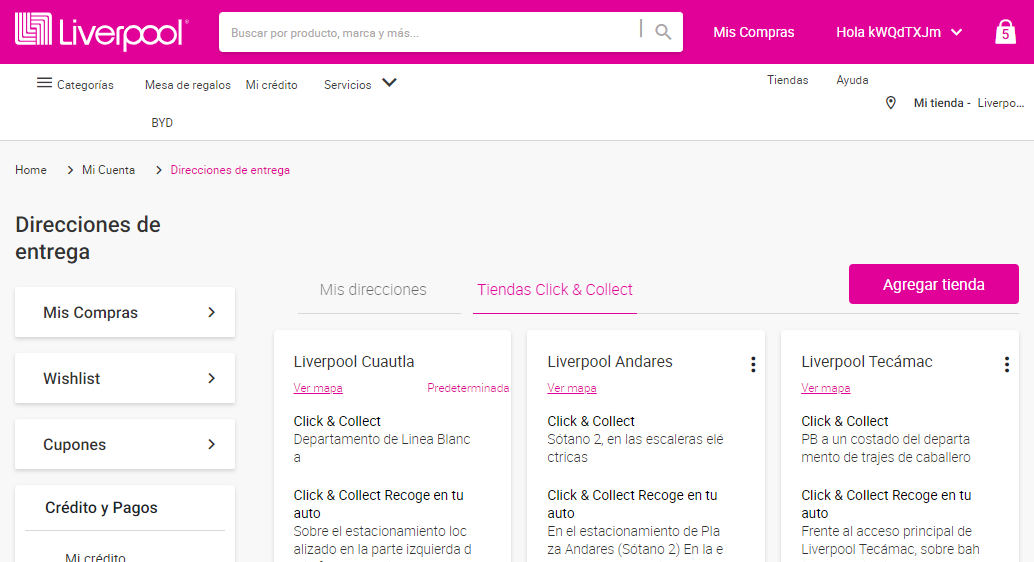 Liverpool
Buscar por producto, marca y más...
Mis Compras
Hola kWQdTXJm
5
Categorías
Mesa de regalos
Mi crédito
Servicios
Tiendas
Ayuda
BYD
Mi tienda - Liverpo...
Home
Mi Cuenta
Direcciones de entrega
Direcciones de
entrega
Mis Compras
Wishlist
Cupones
Crédito y Pagos
Mi crédito
Mis direcciones
Tiendas Click & Collect
Agregar tienda
Liverpool Cuautla
Ver mapa
Predeterminada
Click & Collect
Departamento de Linea Blanc
a
Click & Collect Recoge en tu
auto
Sobre el estacionamiento loc
alizado en la parte izquierda d
Liverpool Andares
Ver mapa
Click & Collect
Sótano 2, en las escaleras elé
ctricas
Click & Collect Recoge en tu
auto
En el estacionamiento de Pla
za Andares (Sótano 2) En la e
Liverpool Tecámac
Ver mapa
Click & Collect
PB a un costado del departa
mento de trajes de caballero
Click & Collect Recoge en tu
auto
Frente al acceso principal de
Liverpool Tecámac, sobre bah